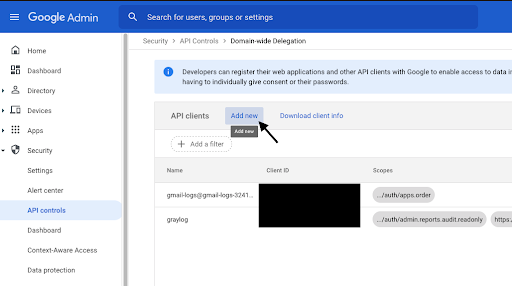 Google Admin
Search for users, groups or settings
Security > API Controls > Domain-wide Delegation
Home
Dashboard
Directory
Devices
Apps
Security
Settings
Alert center
API controls
Dashboard
Context-Aware Access
Data protection
Developers can register their web applications and other API clients with Google to enable access to data in
having to individually give consent or their passwords.
API clients Add new Download client info
Add new
+ Add a filter
Name Client ID Scopes
gmail-logs@gmail-logs-3241... .../auth/apps.order
graylog .../auth/admin.reports.audit.readonly https: